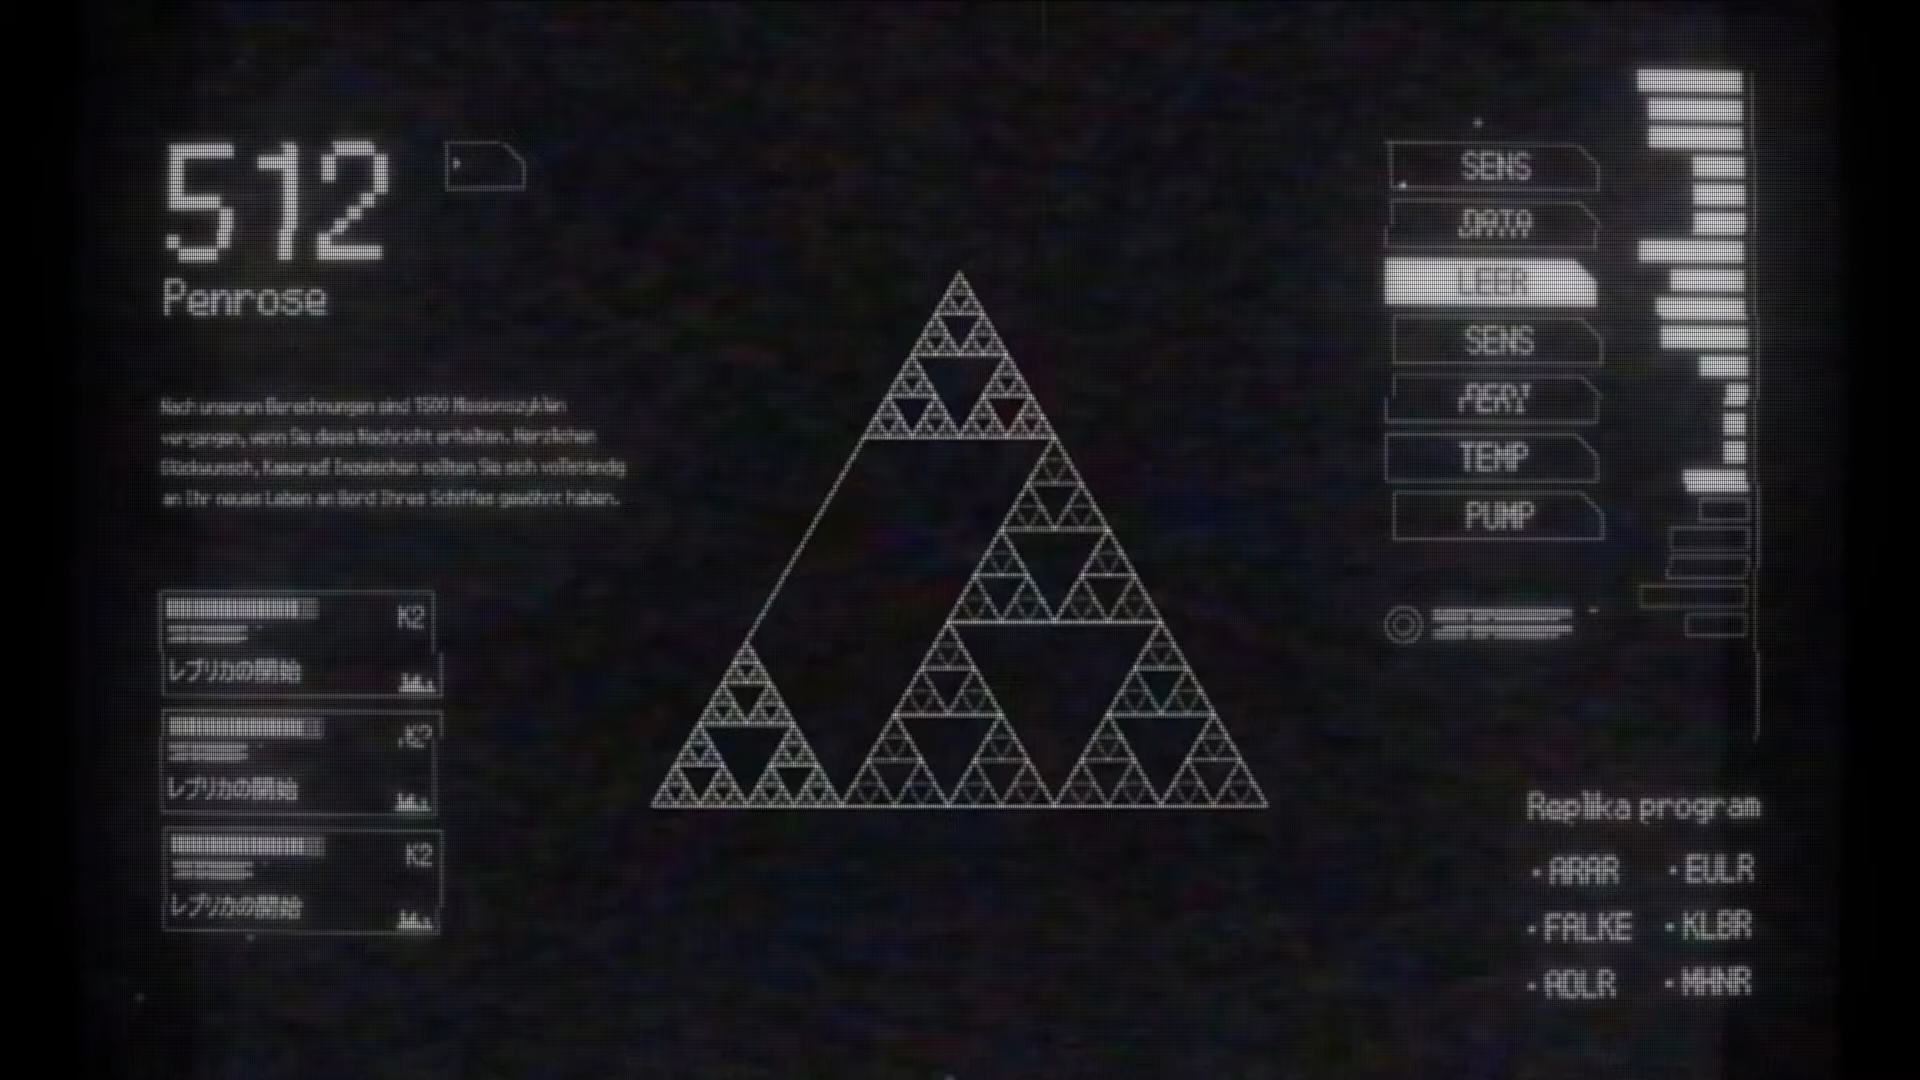 512
Penrose
Nach unseren Berechnungen sind 1500 Missionszyklen
vergangen, wenn Sie diese Nachricht erhalten. Herzlichen
Glückwunsch, Kamerad! Inzwischen sollten Sie sich vollständig
an Ihr neues Leben an Bord Ihres Schiffes gewöhnt haben.
K2
レプリカの開始
K2
レプリカの開始
K2
レプリカの開始
SENS
DATA
LEER
SENS
PERI
TEMP
PUMP
Replika program
• ARAR • EULR
• FALKE • KLBR
• ADLR • MHNR